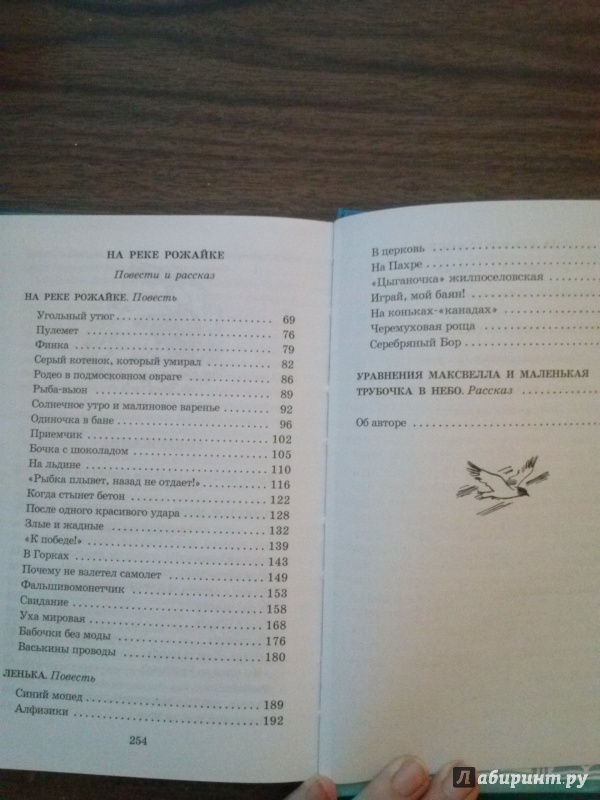 НА РЕКЕ РОЖАЙКЕ
Повести и рассказ
НА РЕКЕ РОЖАЙКЕ. Повесть
Угольный утюг 69
Пулемет 76
Финка 79
Серый котенок, который умирал 82
Родео в подмосковном овраге 86
Рыба-вьюн 89
Солнечное утро и малиновое варенье 92
Одиночка в бане 96
Приемчик 102
Бочка с шоколадом 105
На льдине 110
«Рыбка плывет, назад не отдает!» 116
Когда стынет бетон 122
После одного красивого удара 128
Злые и жадные 132
«К победе!» 139
В Горках 143
Почему не взлетел самолет 149
Фальшивомонетчик 153
Свидание 158
Уха мировая 168
Бабочки без моды 176
Васькины проводы 180
ЛЕНЬКА. Повесть
Синий мопед 189
Алфизики 192
254
В церковь
На Пахре
«Цыганочка» жилпоселовская
Играй, мой баян!
На коньках-«канадах»
Черемуховая роща
Серебряный Бор
УРАВНЕНИЯ МАКСВЕЛЛА И МАЛЕНЬКАЯ
ТРУБОЧКА В НЕБО. Рассказ
Об авторе
Лабиринт.ру